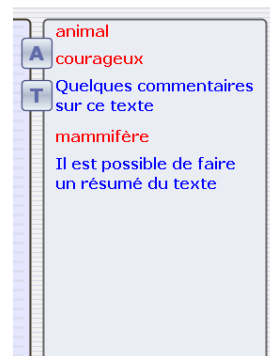 animal
A
courageux
T
Quelques commentaires
sur ce texte
mammifère
Il est possible de faire
un résumé du texte